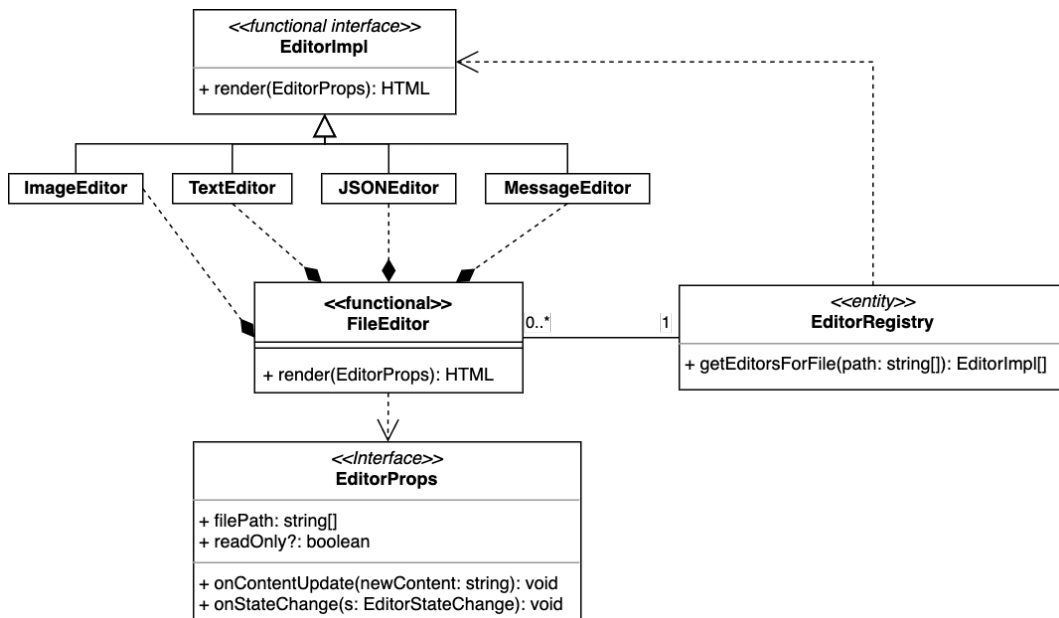 <<functional interface>>
EditorImpl
+ render(EditorProps): HTML
ImageEditor
TextEditor
JSONEditor
MessageEditor
<<functional>>
FileEditor
+ render(EditorProps): HTML
0..*
1
<<entity>>
EditorRegistry
+ getEditorsForFile(path: string[]): EditorImpl[]
<<Interface>>
EditorProps
+ filePath: string[]
+ readOnly?: boolean
+ onContentUpdate(newContent: string): void
+ onStateChange(s: EditorStateChange): void